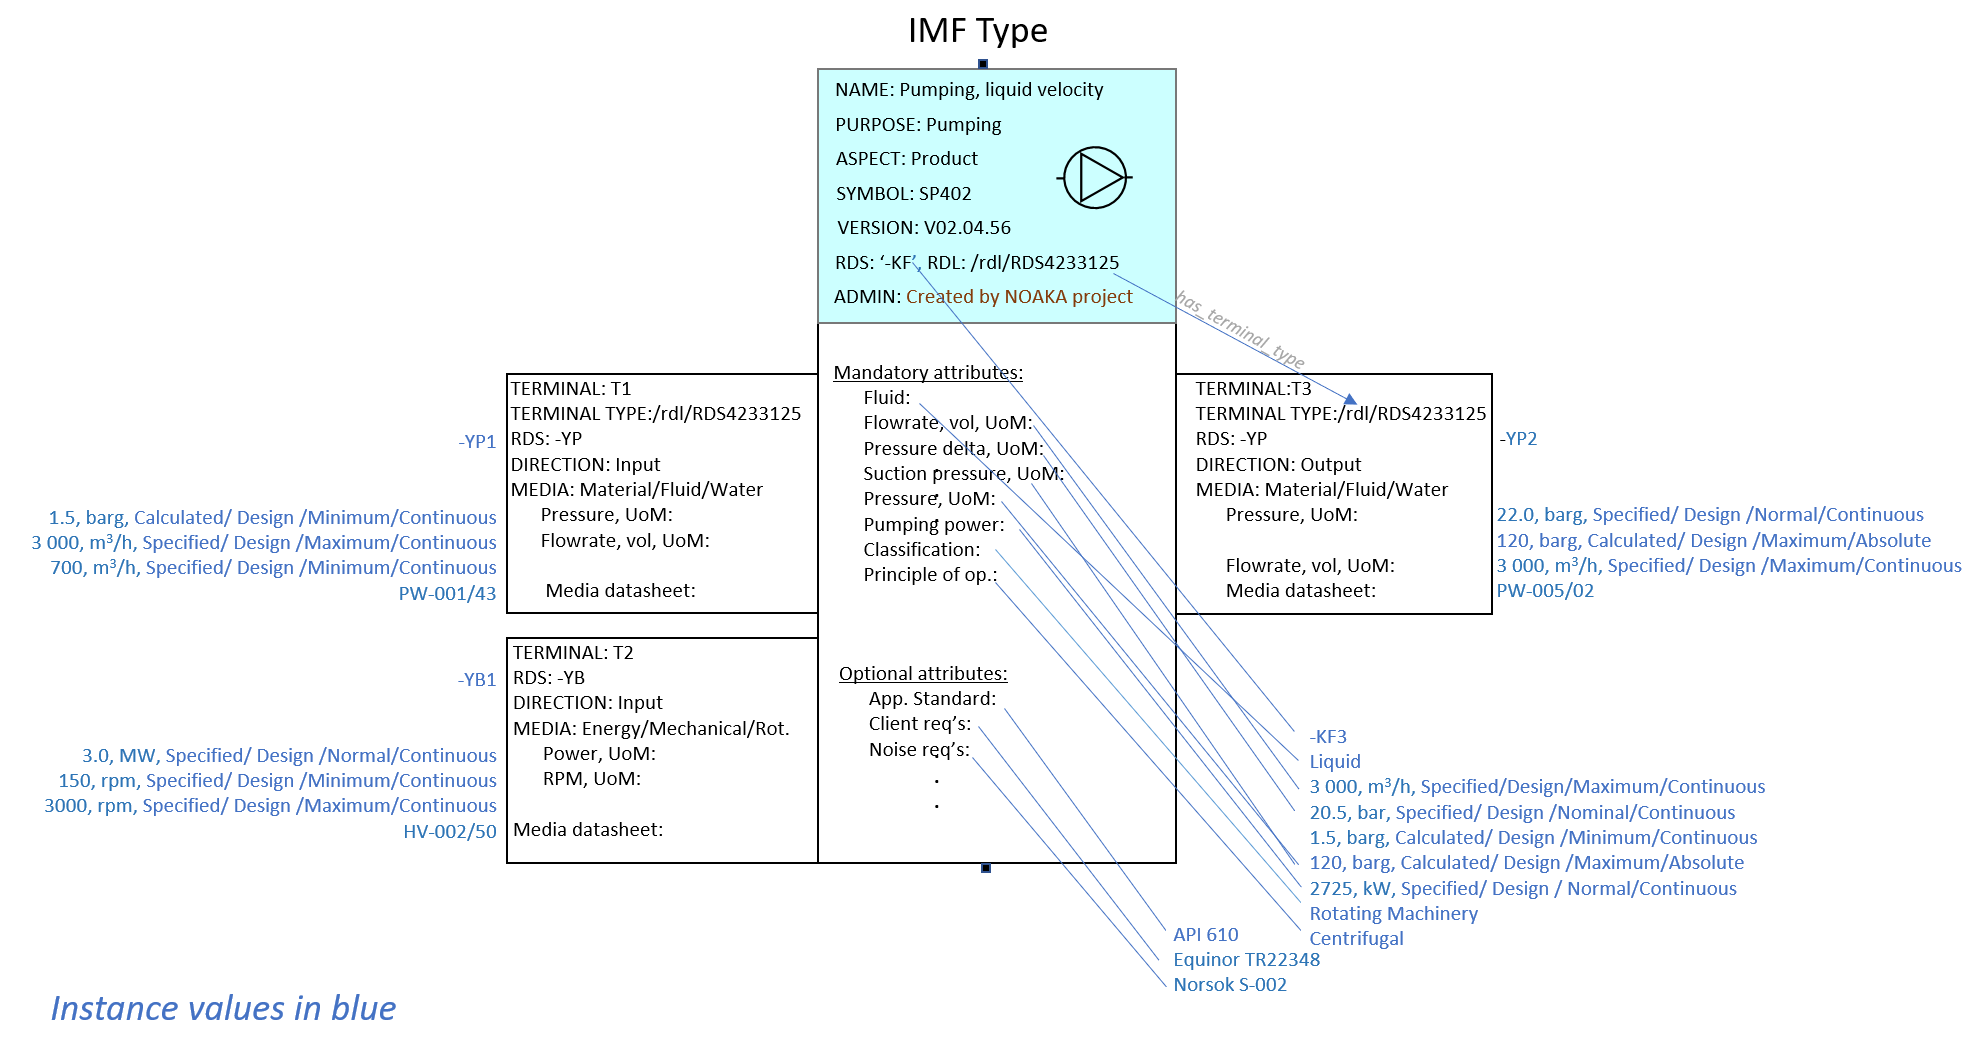 IMF Type
NAME: Pumping, liquid velocity
PURPOSE: Pumping
ASPECT: Product
SYMBOL: SP402
VERSION: V02.04.56
RDS: ‘-KF’, RDL: /rdl/RDS4233125
ADMIN: Created by NOAKA project
has_terminal_type
-YP1
1.5, barg, Calculated/ Design /Minimum/Continuous
3 000, m³/h, Specified/ Design /Maximum/Continuous
700, m³/h, Specified/ Design /Minimum/Continuous
PW-001/43
TERMINAL: T1
TERMINAL TYPE:/rdl/RDS4233125
RDS: -YP
DIRECTION: Input
MEDIA: Material/Fluid/Water
Pressure, UoM:
Flowrate, vol, UoM:
Media datasheet:
-YB1
3.0, MW, Specified/ Design /Normal/Continuous
150, rpm, Specified/ Design /Minimum/Continuous
3000, rpm, Specified/ Design /Maximum/Continuous
HV-002/50
TERMINAL: T2
RDS: -YB
DIRECTION: Input
MEDIA: Energy/Mechanical/Rot.
Power, UoM:
RPM, UoM:
Media datasheet:
Mandatory attributes:
Fluid:
Flowrate, vol, UoM:
Pressure delta, UoM:
Suction pressure, UoM:
Pressure, UoM:
Pumping power:
Classification:
Principle of op.:
Optional attributes:
App. Standard:
Client req’s:
Noise req’s:
.
.
TERMINAL:T3
TERMINAL TYPE:/rdl/RDS4233125
RDS: -YP
DIRECTION: Output
MEDIA: Material/Fluid/Water
Pressure, UoM:
Flowrate, vol, UoM:
Media datasheet:
-YP2
22.0, barg, Specified/ Design /Normal/Continuous
120, barg, Calculated/ Design /Maximum/Absolute
3 000, m³/h, Specified/ Design /Maximum/Continuous
PW-005/02
-KF3
Liquid
3 000, m³/h, Specified/Design/Maximum/Continuous
20.5, bar, Specified/ Design /Nominal/Continuous
1.5, barg, Calculated/ Design /Minimum/Continuous
120, barg, Calculated/ Design /Maximum/Absolute
2725, kW, Specified/ Design / Normal/Continuous
Rotating Machinery
Centrifugal
API 610
Equinor TR22348
Norsok S-002
Instance values in blue